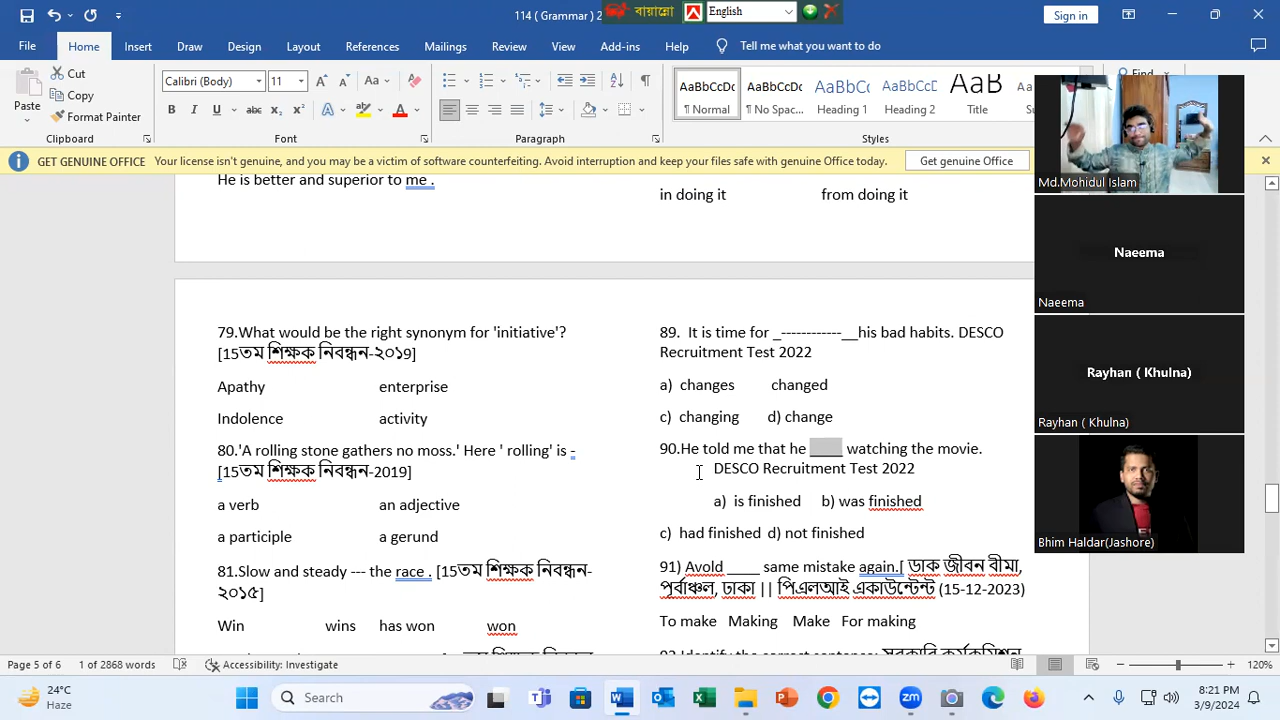 114 ( Grammar ) 2
বায়ান্নো
English
Sign in
File Home Insert Draw Design Layout References Mailings Review View Add-ins Help Tell me what you want to do
Paste
Cut
Copy
Format Painter
Clipboard
Calibri (Body) 11
Font
Paragraph
AaBbCcDc AaBbCcDc AaBbCc AaBbCcD AaB
¶ Normal ¶ No Spac... Heading 1 Heading 2 Title
Styles
Find
GET GENUINE OFFICE Your license isn't genuine, and you may be a victim of software counterfeiting. Avoid interruption and keep your files safe with genuine Office today. Get genuine Office
He is better and superior to me .
in doing it from doing it
79.What would be the right synonym for 'initiative'?
[15তম শিক্ষক নিবন্ধন-২০১9]
Apathy enterprise
Indolence activity
80.'A rolling stone gathers no moss.' Here ' rolling' is -
[15তম শিক্ষক নিবন্ধন-2019]
a verb an adjective
a participle a gerund
81.Slow and steady --- the race . [15তম শিক্ষক নিবন্ধন-
২০১৫]
Win wins has won won
89. It is time for _------------__his bad habits. DESCO
Recruitment Test 2022
a) changes changed
c) changing d) change
90.He told me that he ____ watching the movie.
DESCO Recruitment Test 2022
a) is finished b) was finished
c) had finished d) not finished
91) Avold ____ same mistake again.[ ডাক জীবন বীমা,
পূর্বাঞ্চল, ঢাকা || পিএলআই একাউন্টেন্ট (15-12-2023)
To make Making Make For making
Md.Mohidul Islam
Naeema
Naeema
Rayhan ( Khulna)
Rayhan ( Khulna)
Bhim Haldar(Jashore)
Page 5 of 6 1 of 2868 words Accessibility: Investigate 120%
24°C
Haze
Search
8:21 PM
3/9/2024